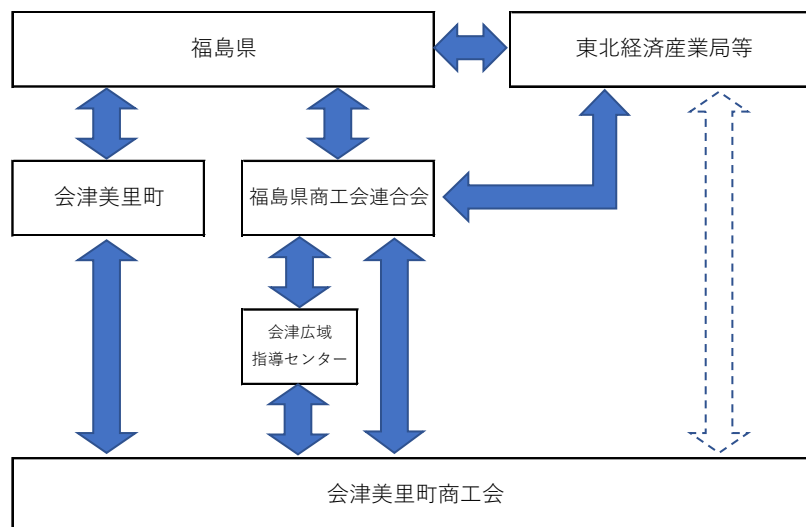 福島県
東北経済産業局等
会津美里町
福島県商工会連合会
会津広域
指導センター
会津美里町商工会